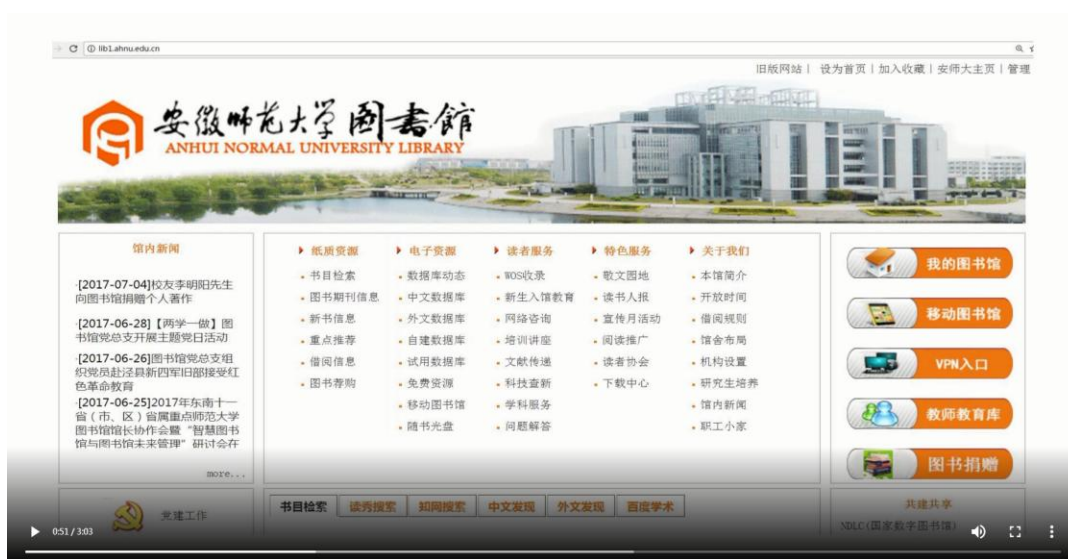 lib1.ahnu.edu.cn
旧版网站 | 设为首页 | 加入收藏 | 安师大主页 | 管理
安徽师范大学图书馆
ANHUI NORMAL UNIVERSITY LIBRARY
馆内新闻
·[2017-07-04]校友李明阳先生
向图书馆捐赠个人著作
·[2017-06-28]【两学一做】图
书馆党总支开展主题党日活动
·[2017-06-26]图书馆党总支组
织党员赴泾县新四军旧部接受红
色革命教育
·[2017-06-25]2017年东南十一
省（市、区）省属重点师范大学
图书馆馆长协作会暨“智慧图书
馆与图书馆未来管理”研讨会在
more...
纸质资源
书目检索
图书期刊信息
新书信息
重点推荐
借阅信息
图书荐购
电子资源
数据库动态
中文数据库
外文数据库
自建数据库
试用数据库
免费资源
移动图书馆
随书光盘
读者服务
WOS收录
新生入馆教育
网络咨询
培训讲座
文献传递
科技查新
学科服务
问题解答
特色服务
敬文园地
读书人报
宣传月活动
阅读推广
读者协会
下载中心
关于我们
本馆简介
开放时间
借阅规则
馆舍布局
机构设置
研究生培养
馆内新闻
职工小家
我的图书馆
移动图书馆
VPN入口
教师教育库
图书捐赠
党建工作
书目检索 读秀搜索 知网搜索 中文发现 外文发现 百度学术
共建共享
NDLC(国家数字图书馆)
0:51 / 3:03